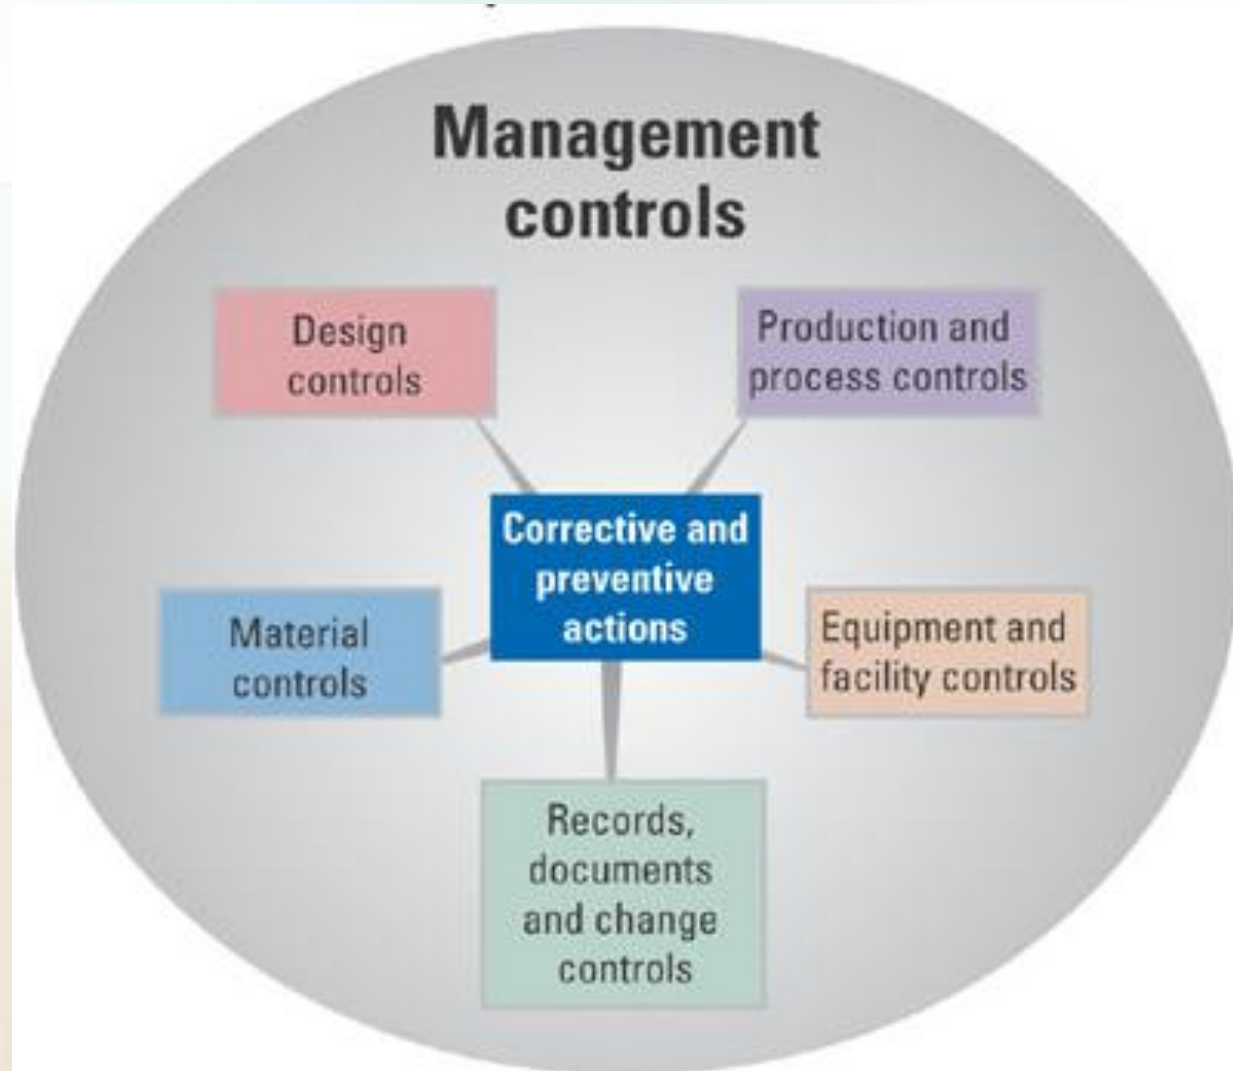 Management
controls
Design
controls
Production and
process controls
Corrective and
preventive
actions
Material
controls
Equipment and
facility controls
Records,
documents
and change
controls